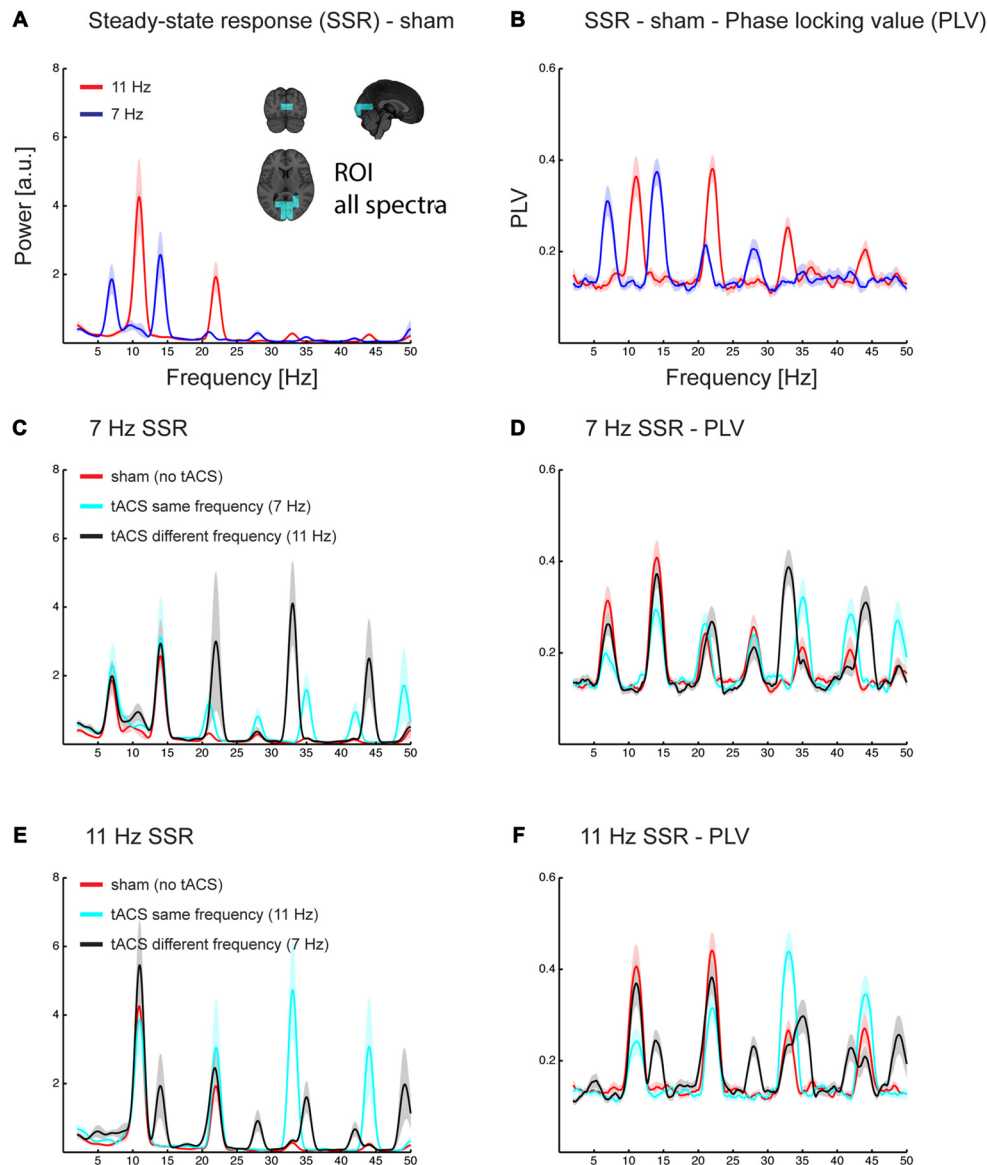 A Steady-state response (SSR) - sham
8
6
4
2
Power [a.u.]
11 Hz
7 Hz
ROI
all spectra
5 10 15 20 25 30 35 40 45 50
Frequency [Hz]
B SSR - sham - Phase locking value (PLV)
0.6
0.4
0.2
PLV
5 10 15 20 25 30 35 40 45 50
Frequency [Hz]
C 7 Hz SSR
8
6
4
2
sham (no tACS)
tACS same frequency (7 Hz)
tACS different frequency (11 Hz)
5 10 15 20 25 30 35 40 45 50
D 7 Hz SSR - PLV
0.6
0.4
0.2
5 10 15 20 25 30 35 40 45 50
E 11 Hz SSR
8
6
4
2
sham (no tACS)
tACS same frequency (11 Hz)
tACS different frequency (7 Hz)
5 10 15 20 25 30 35 40 45 50
F 11 Hz SSR - PLV
0.6
0.4
0.2
5 10 15 20 25 30 35 40 45 50